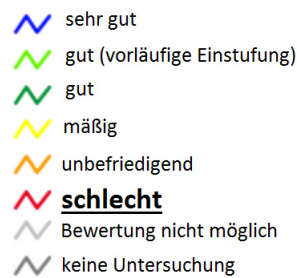 sehr gut
gut (vorläufige Einstufung)
gut
mäßig
unbefriedigend
schlecht
Bewertung nicht möglich
keine Untersuchung